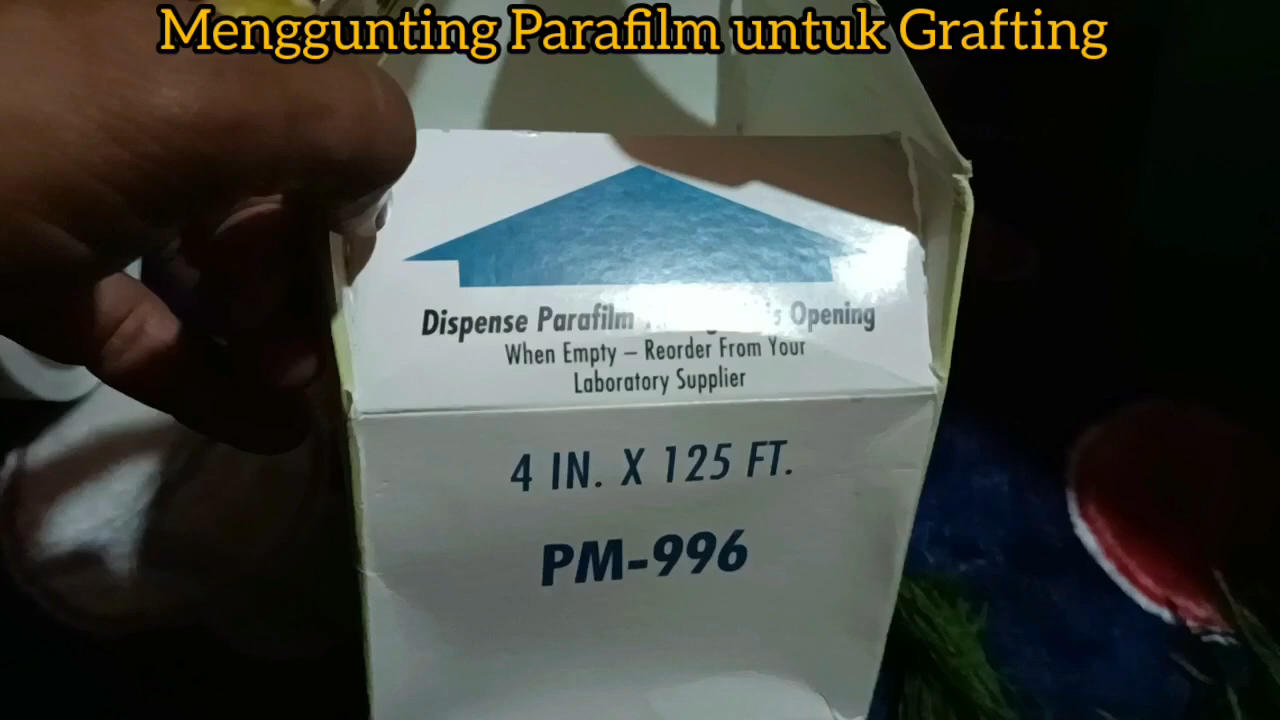 Menggunting Parafilm untuk Grafting
Dispense Parafilm Opening
When Empty – Reorder From Your
Laboratory Supplier
4 IN. X 125 FT.
PM-996